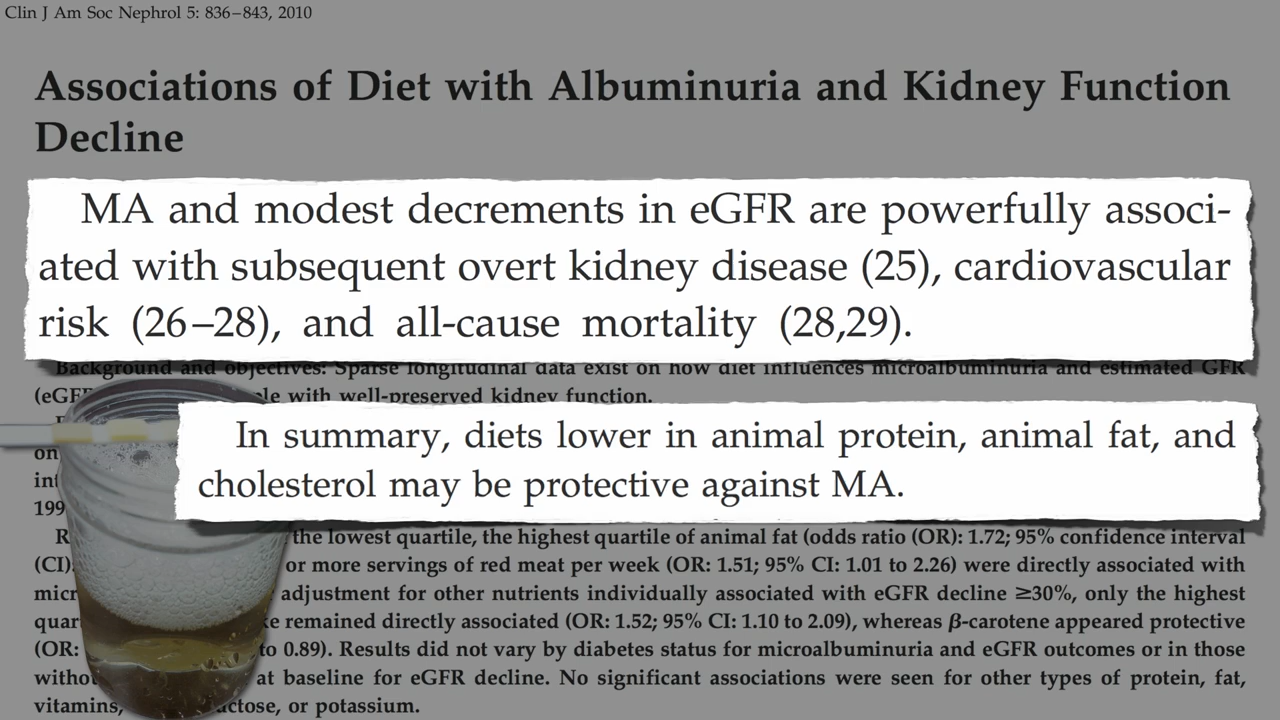 Clin J Am Soc Nephrol 5: 836–843, 2010
Associations of Diet with Albuminuria and Kidney Function
Decline
MA and modest decrements in eGFR are powerfully associ-
ated with subsequent overt kidney disease (25), cardiovascular
risk (26–28), and all-cause mortality (28,29).
Background and objectives: Sparse longitudinal data exist on how diet influences microalbuminuria and estimated GFR
with well-preserved kidney function.
In summary, diets lower in animal protein, animal fat, and
cholesterol may be protective against MA.
the lowest quartile, the highest quartile of animal fat (odds ratio (OR): 1.72; 95% confidence interval
(CI) or more servings of red meat per week (OR: 1.51; 95% CI: 1.01 to 2.26) were directly associated with
adjustment for other nutrients individually associated with eGFR decline ≥30%, only the highest
remained directly associated (OR: 1.52; 95% CI: 1.10 to 2.09), whereas β-carotene appeared protective
(OR: to 0.89). Results did not vary by diabetes status for microalbuminuria and eGFR outcomes or in those
at baseline for eGFR decline. No significant associations were seen for other types of protein, fat,
vitamins, or potassium.